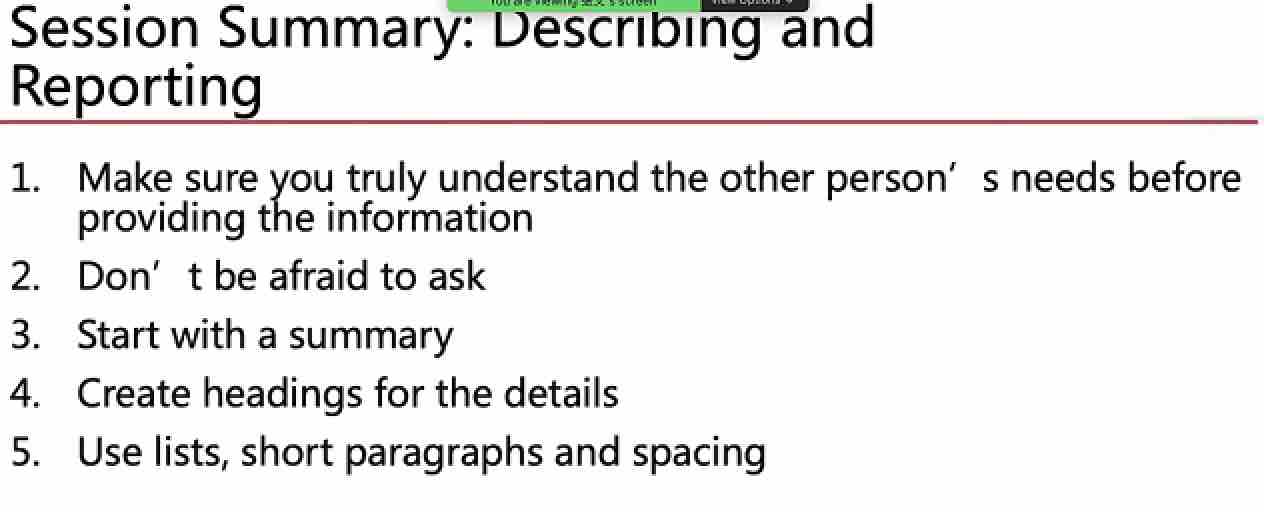 You are viewing 's screen View Options
Session Summary: Describing and
Reporting
1. Make sure you truly understand the other person’ s needs before
providing the information
2. Don’ t be afraid to ask
3. Start with a summary
4. Create headings for the details
5. Use lists, short paragraphs and spacing